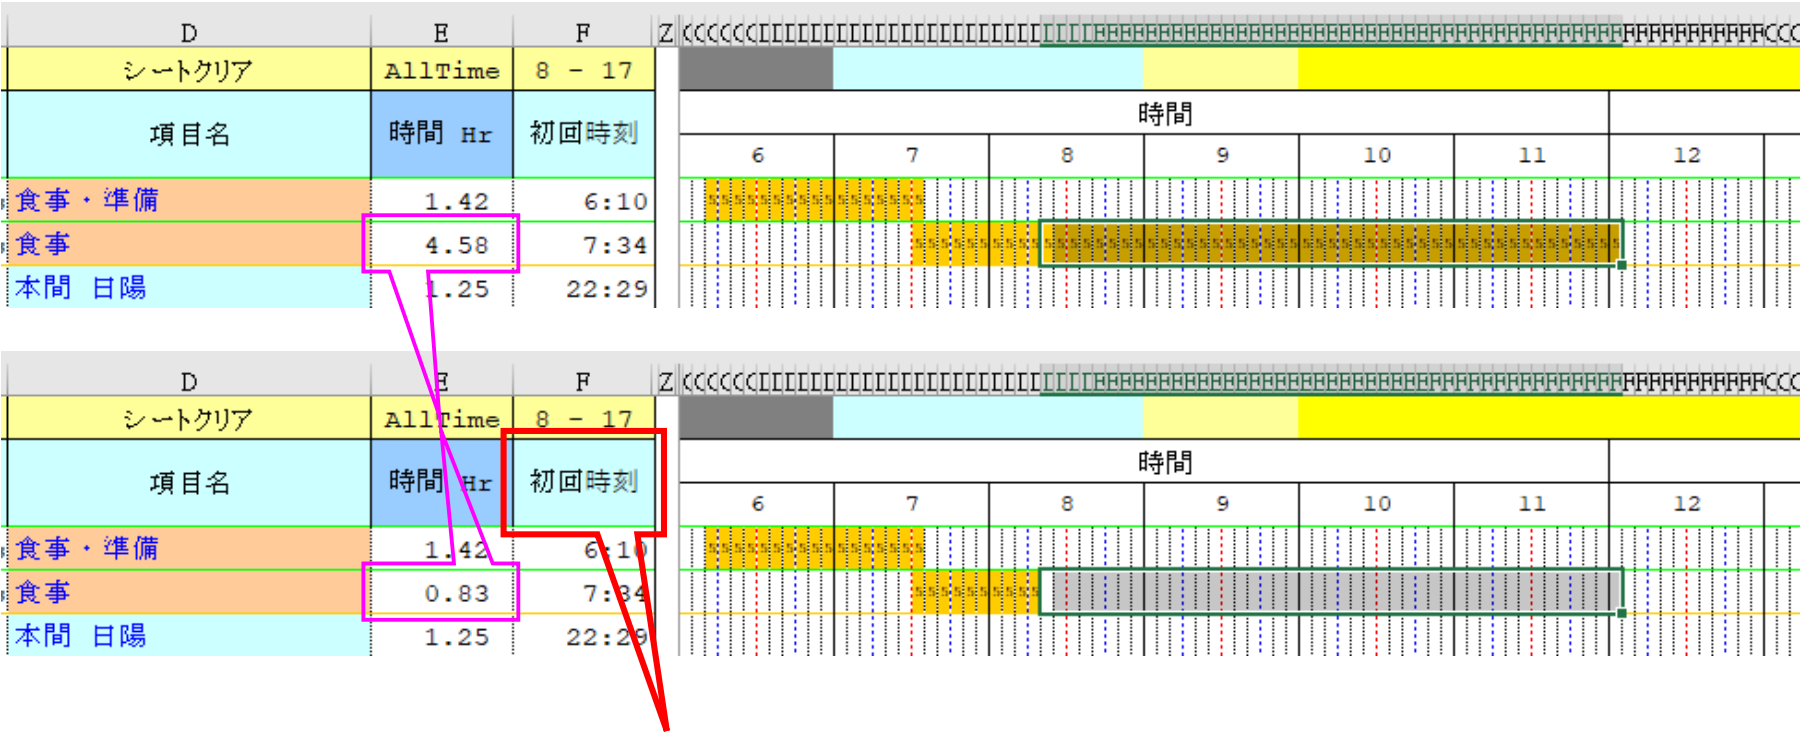 D E F Z
シートクリア AllTime 8 - 17
項目名 時間 Hr 初回時刻 時間
6 7 8 9 10 11 12
食事・準備 1.42 6:10
食事 4.58 7:34
本間 日陽 1.25 22:29
D E F Z
シートクリア AllTime 8 - 17
項目名 時間 Hr 初回時刻 時間
6 7 8 9 10 11 12
食事・準備 1.42 6:10
食事 0.83 7:34
本間 日陽 1.25 22:29